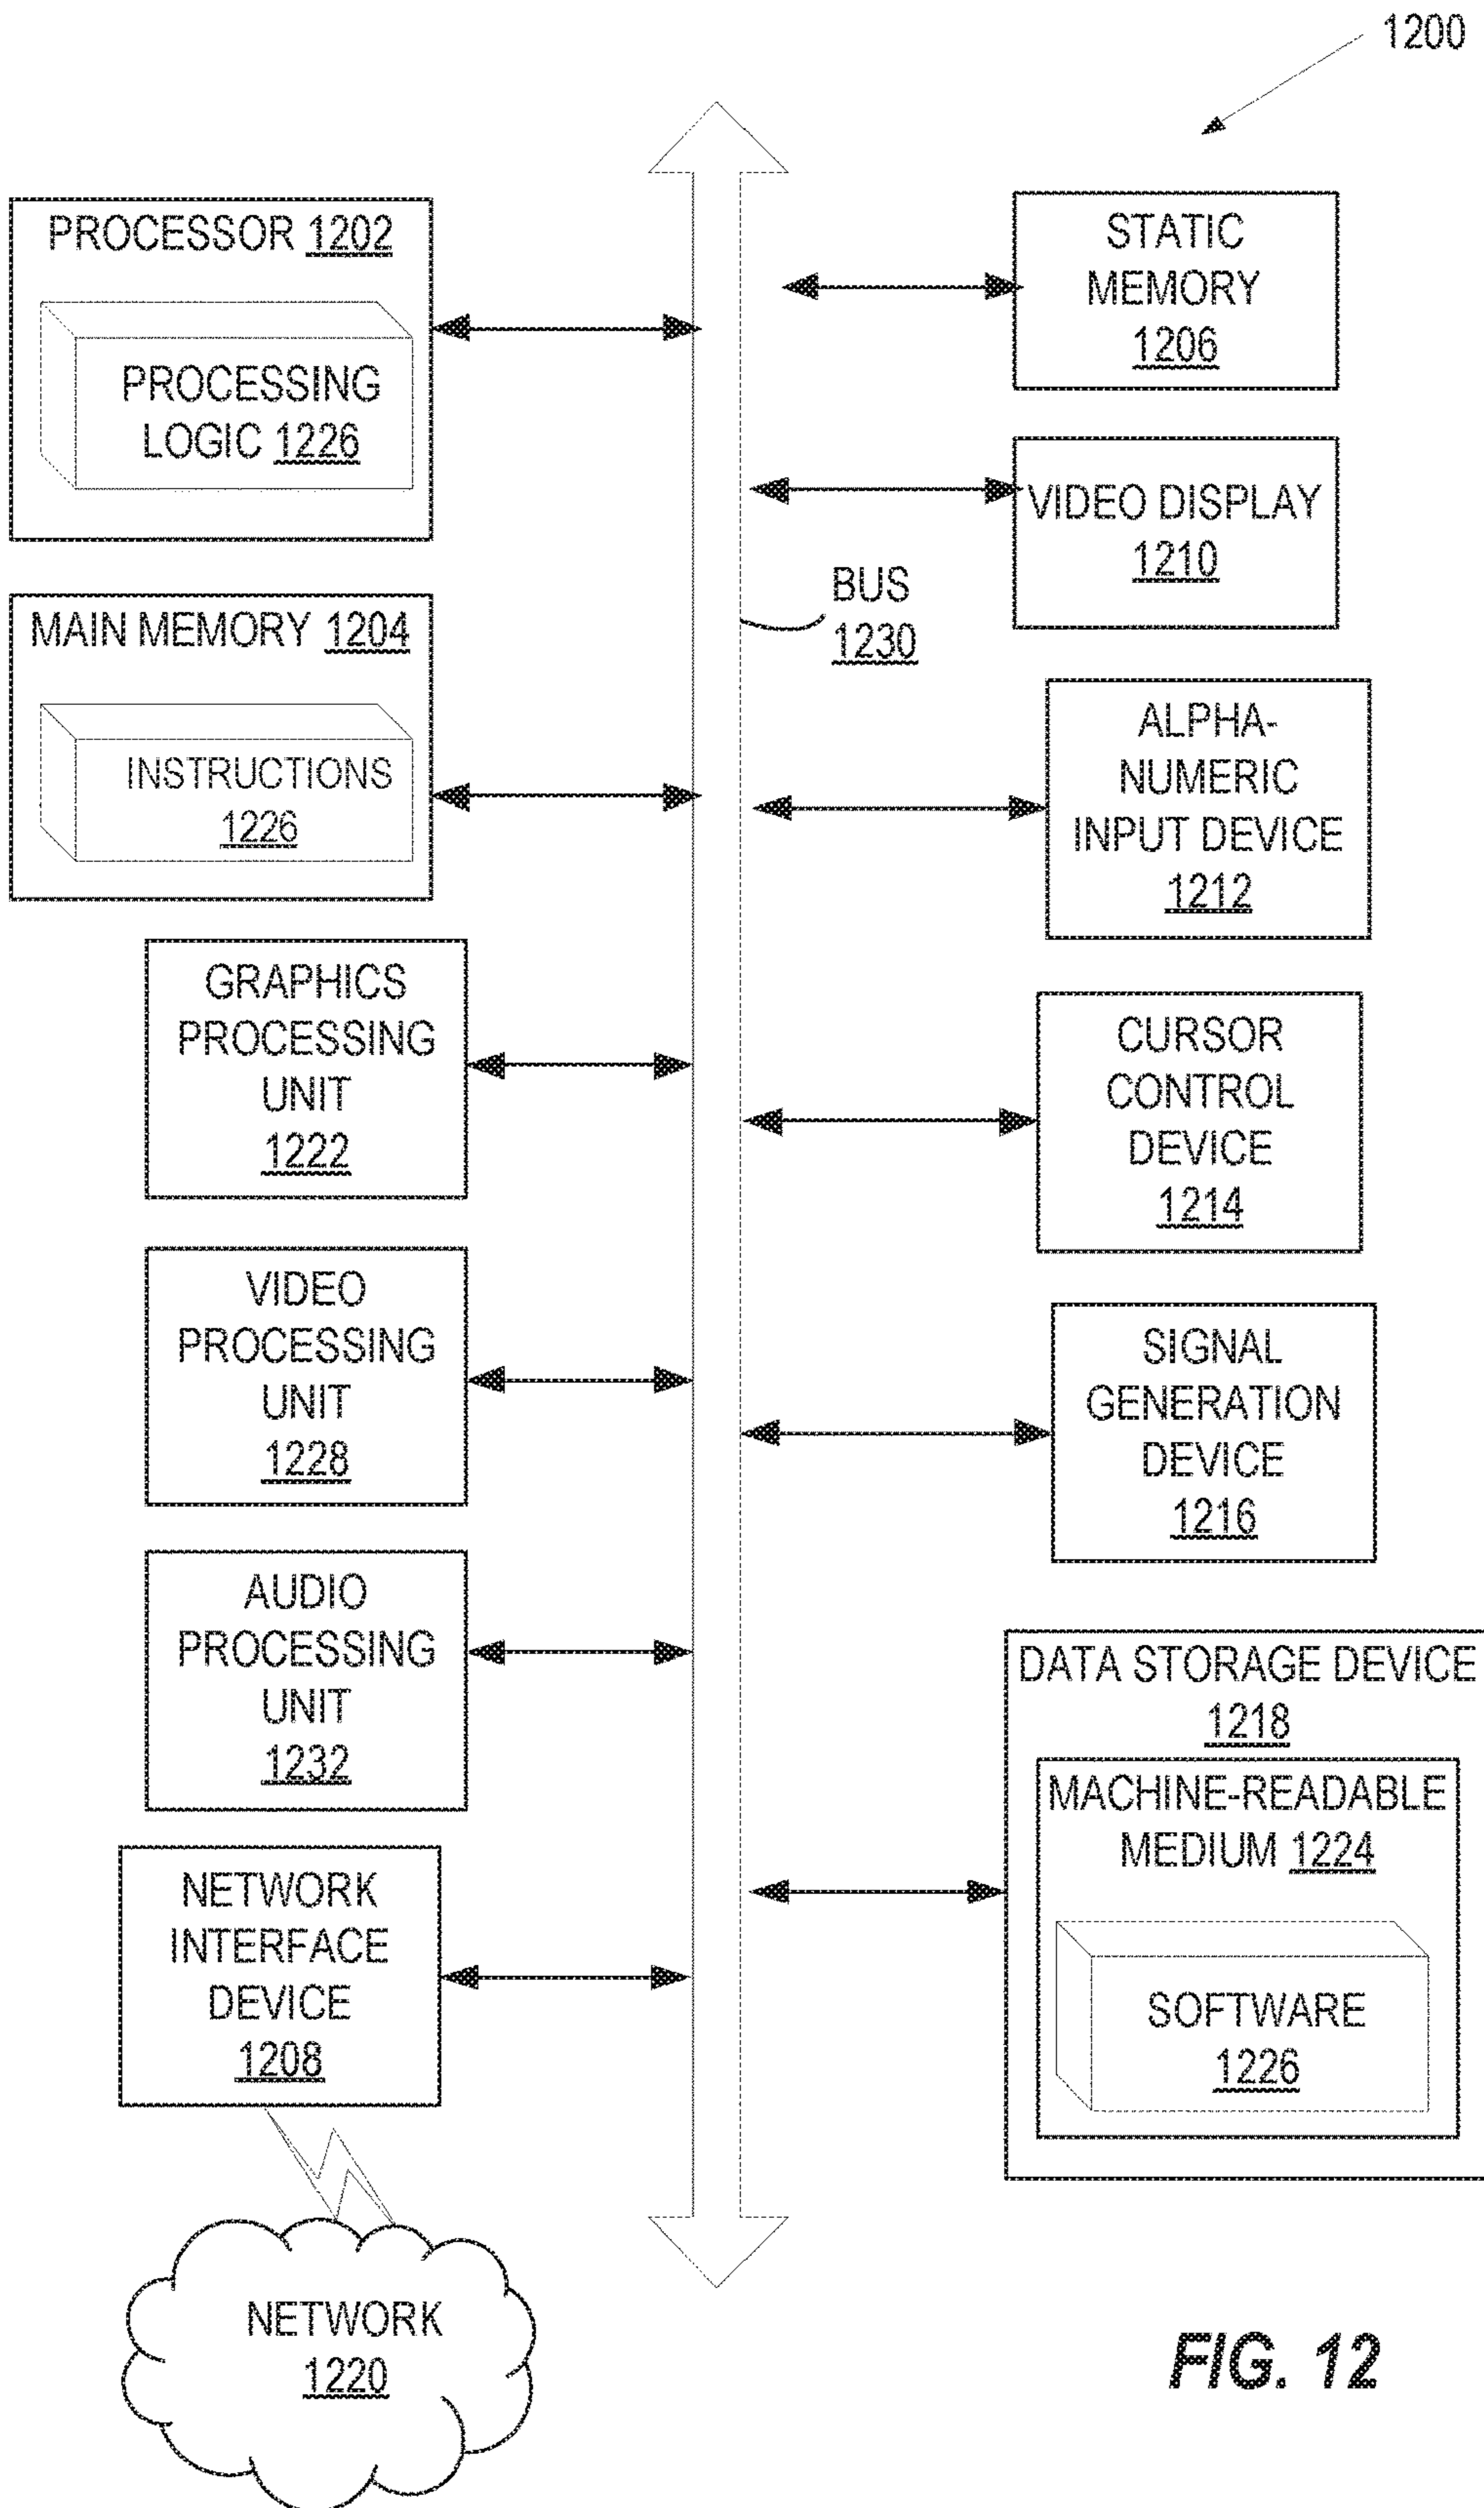 1200
PROCESSOR 1202
PROCESSING
LOGIC 1226
MAIN MEMORY 1204
INSTRUCTIONS
1226
GRAPHICS
PROCESSING
UNIT
1222
VIDEO
PROCESSING
UNIT
1228
AUDIO
PROCESSING
UNIT
1232
NETWORK
INTERFACE
DEVICE
1208
NETWORK
1220
BUS
1230
STATIC
MEMORY
1206
VIDEO DISPLAY
1210
ALPHA-
NUMERIC
INPUT DEVICE
1212
CURSOR
CONTROL
DEVICE
1214
SIGNAL
GENERATION
DEVICE
1216
DATA STORAGE DEVICE
1218
MACHINE-READABLE
MEDIUM 1224
SOFTWARE
1226
FIG. 12